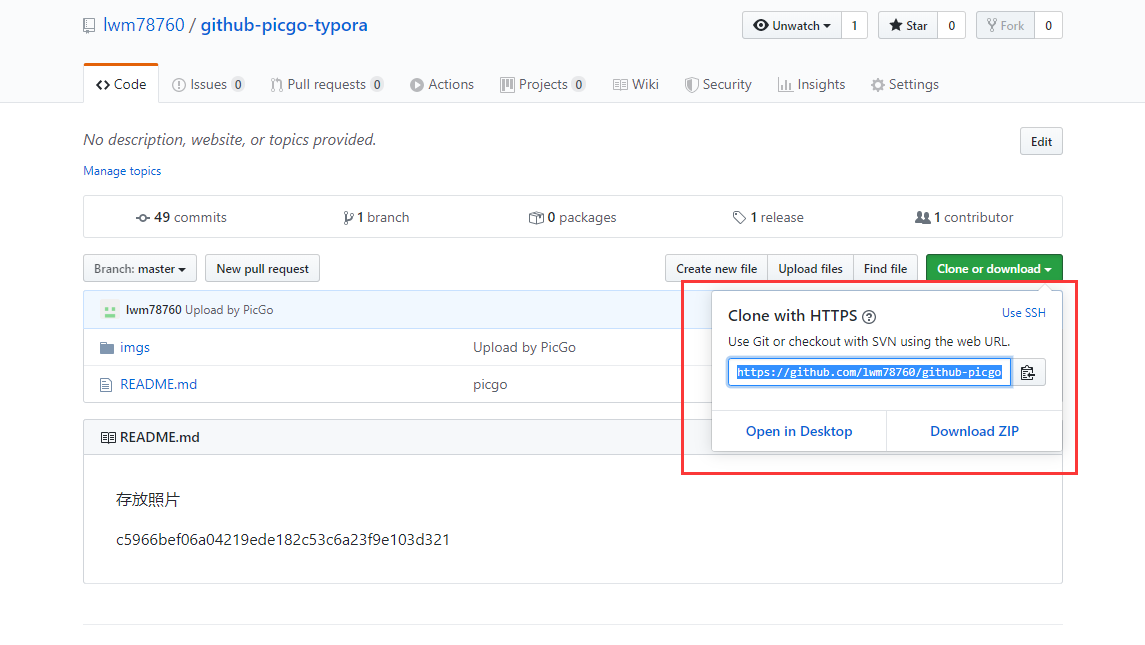 lwm78760 / github-picgo-typora
Unwatch 1 Star 0 Fork 0
Code Issues 0 Pull requests 0 Actions Projects 0 Wiki Security Insights Settings
No description, website, or topics provided. Edit
Manage topics
49 commits 1 branch 0 packages 1 release 1 contributor
Branch: master New pull request Create new file Upload files Find file Clone or download
lwm78760 Upload by PicGo
imgs Upload by PicGo
README.md picgo
Clone with HTTPS ? Use SSH
Use Git or checkout with SVN using the web URL.
https://github.com/lwm78760/github-picgo
Open in Desktop Download ZIP
README.md
存放照片
c5966bef06a04219ede182c53c6a23f9e103d321